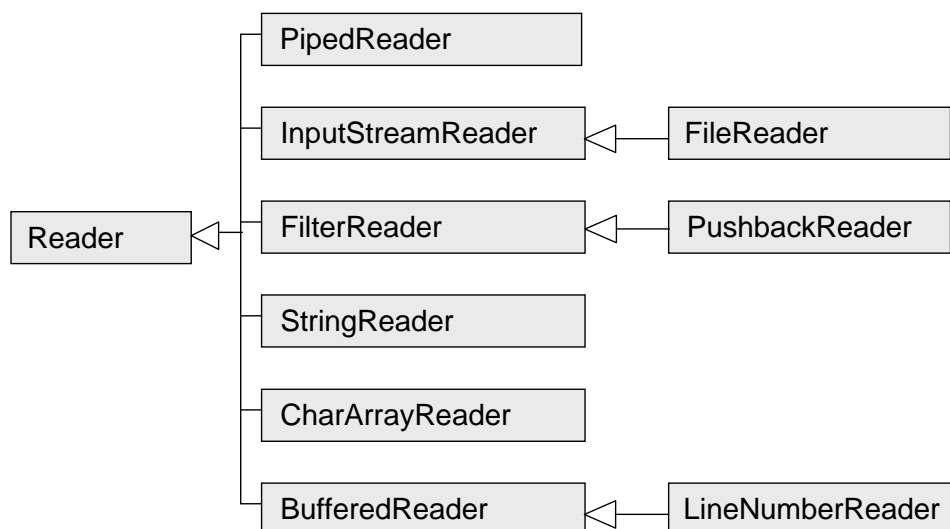 PipedReader
InputStreamReader
FileReader
Reader
FilterReader
PushbackReader
StringReader
CharArrayReader
BufferedReader
LineNumberReader